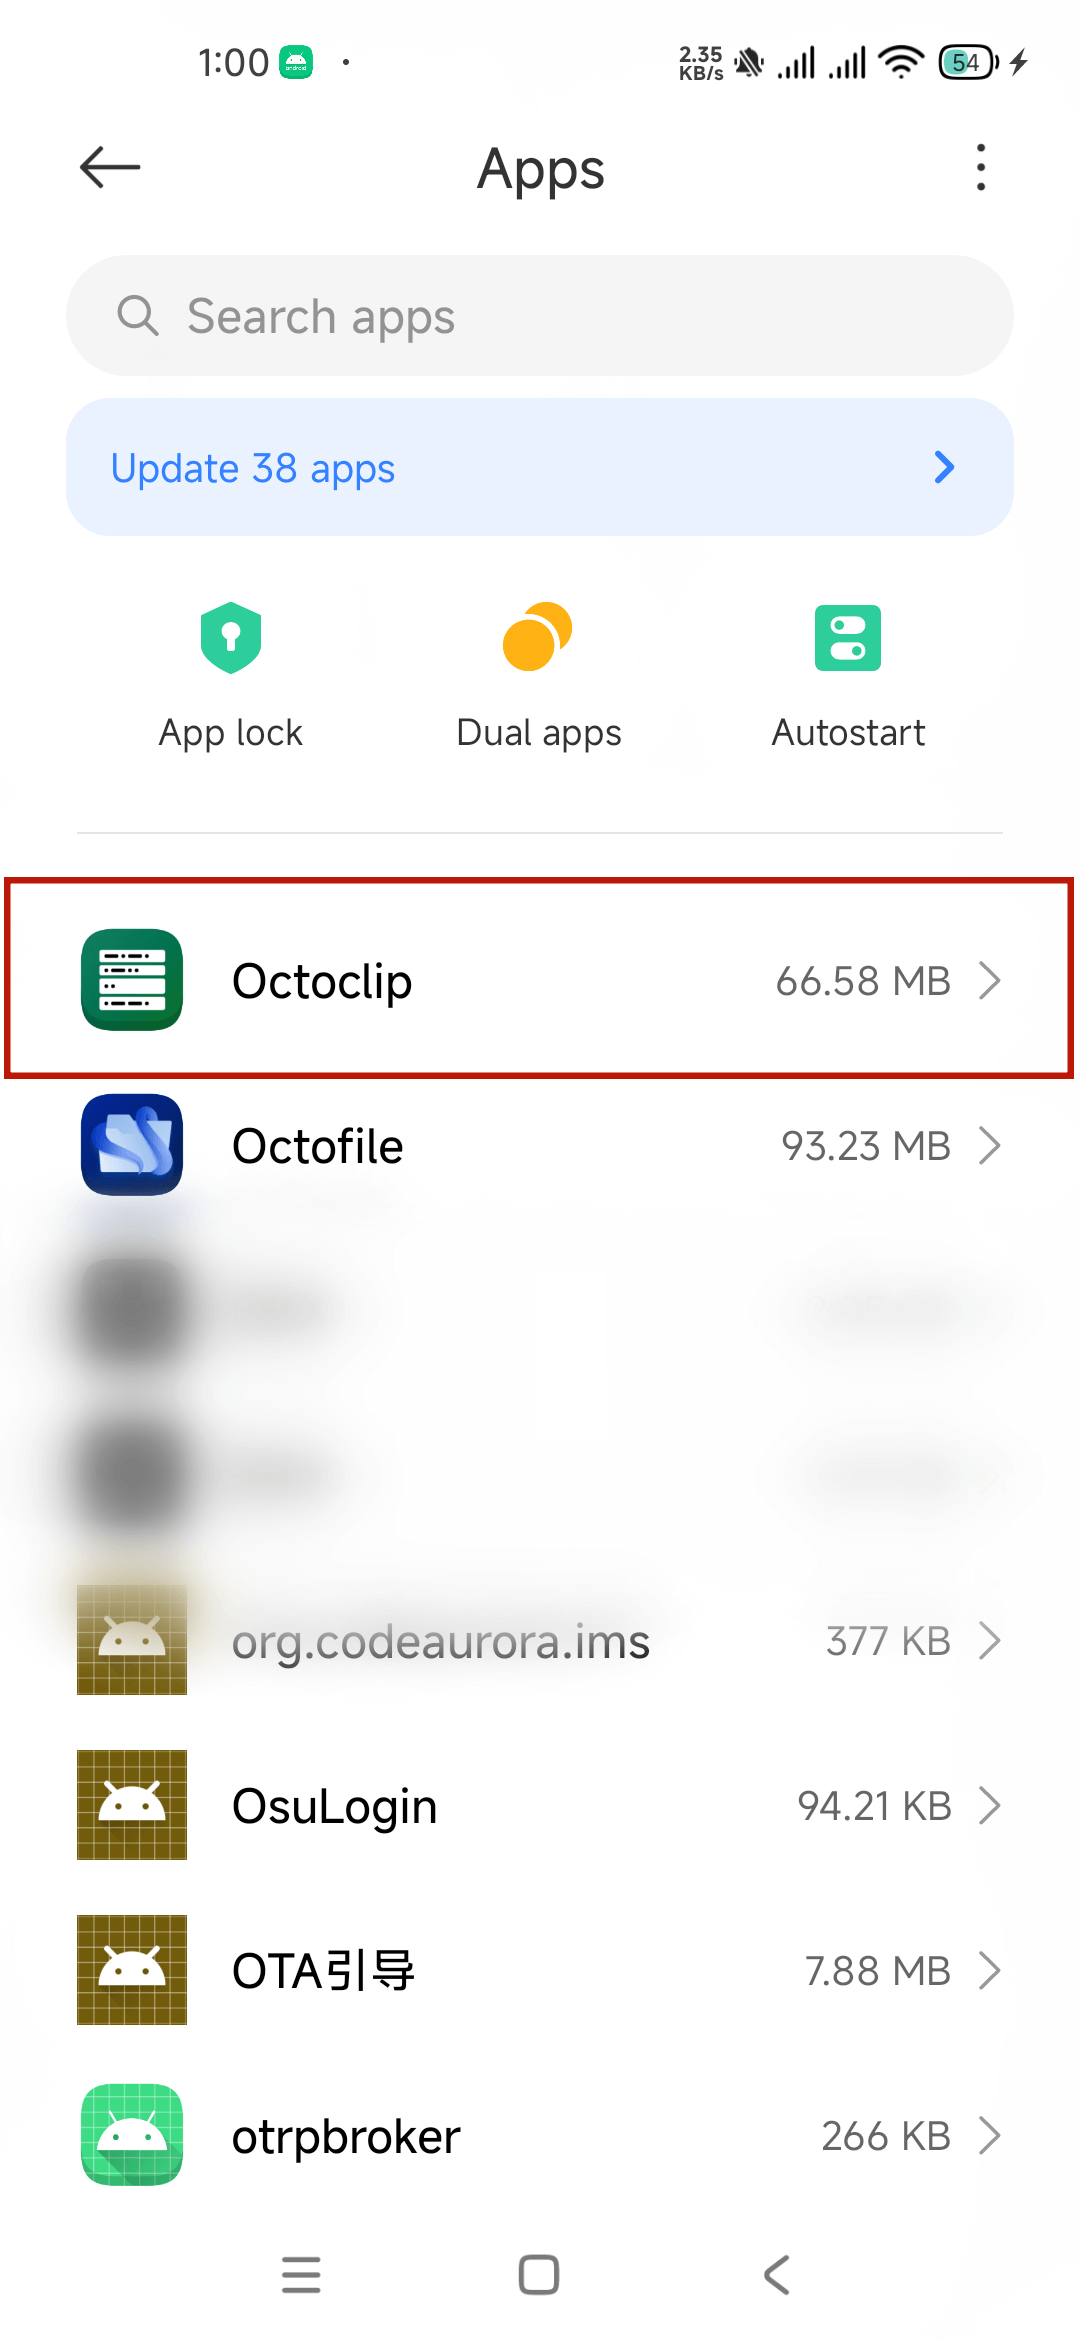 1:00
2.35
KB/s
54
Apps
Search apps
Update 38 apps
App lock
Dual apps
Autostart
Octoclip
66.58 MB
Octofile
93.23 MB
org.codeaurora.ims
377 KB
OsuLogin
94.21 KB
OTA引导
7.88 MB
otrpbroker
266 KB